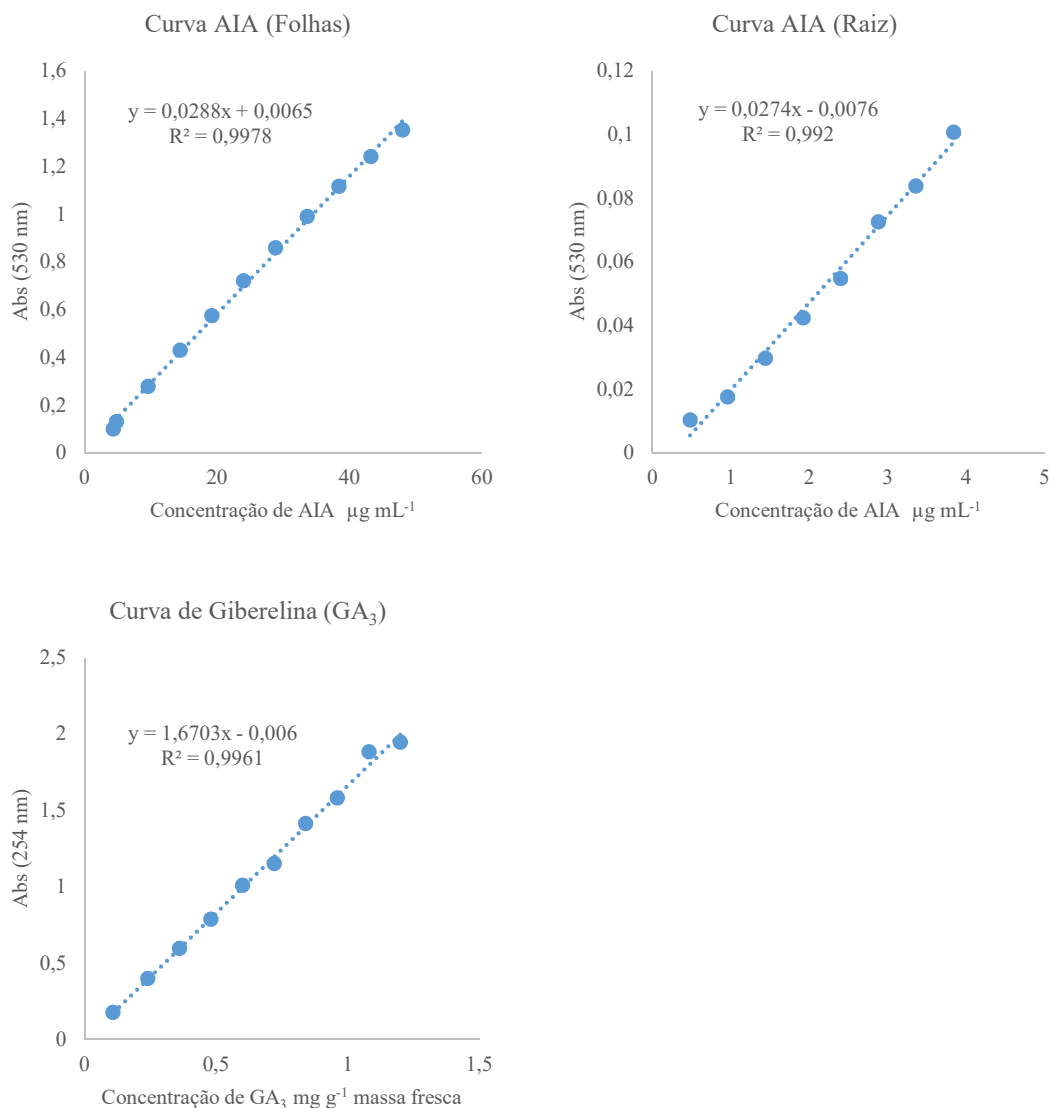 Curva AIA (Folhas)
1,6
1,4
1,2
1
0,8
0,6
0,4
0,2
0
y = 0,0288x + 0,0065
R² = 0,9978
Abs (530 nm)
0
20
40
60
Concentração de AIA µg mL⁻¹
Curva AIA (Raiz)
0,12
0,1
0,08
0,06
0,04
0,02
0
y = 0,0274x - 0,0076
R² = 0,992
Abs (530 nm)
0
1
2
3
4
5
Concentração de AIA µg mL⁻¹
Curva de Giberelina (GA₃)
2,5
2
1,5
1
0,5
0
y = 1,6703x - 0,006
R² = 0,9961
Abs (254 nm)
0
0,5
1
1,5
Concentração de GA₃ mg g⁻¹ massa fresca